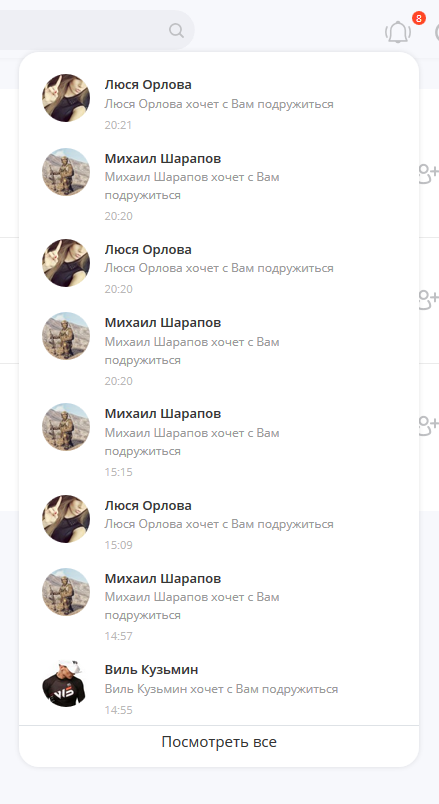 8
Люся Орлова
Люся Орлова хочет с Вам подружиться
20:21
Михаил Шарапов
Михаил Шарапов хочет с Вам
подружиться
20:20
Люся Орлова
Люся Орлова хочет с Вам подружиться
20:20
Михаил Шарапов
Михаил Шарапов хочет с Вам
подружиться
20:20
Михаил Шарапов
Михаил Шарапов хочет с Вам
подружиться
15:15
Люся Орлова
Люся Орлова хочет с Вам подружиться
15:09
Михаил Шарапов
Михаил Шарапов хочет с Вам
подружиться
14:57
Виль Кузьмин
Виль Кузьмин хочет с Вам подружиться
14:55
Посмотреть все